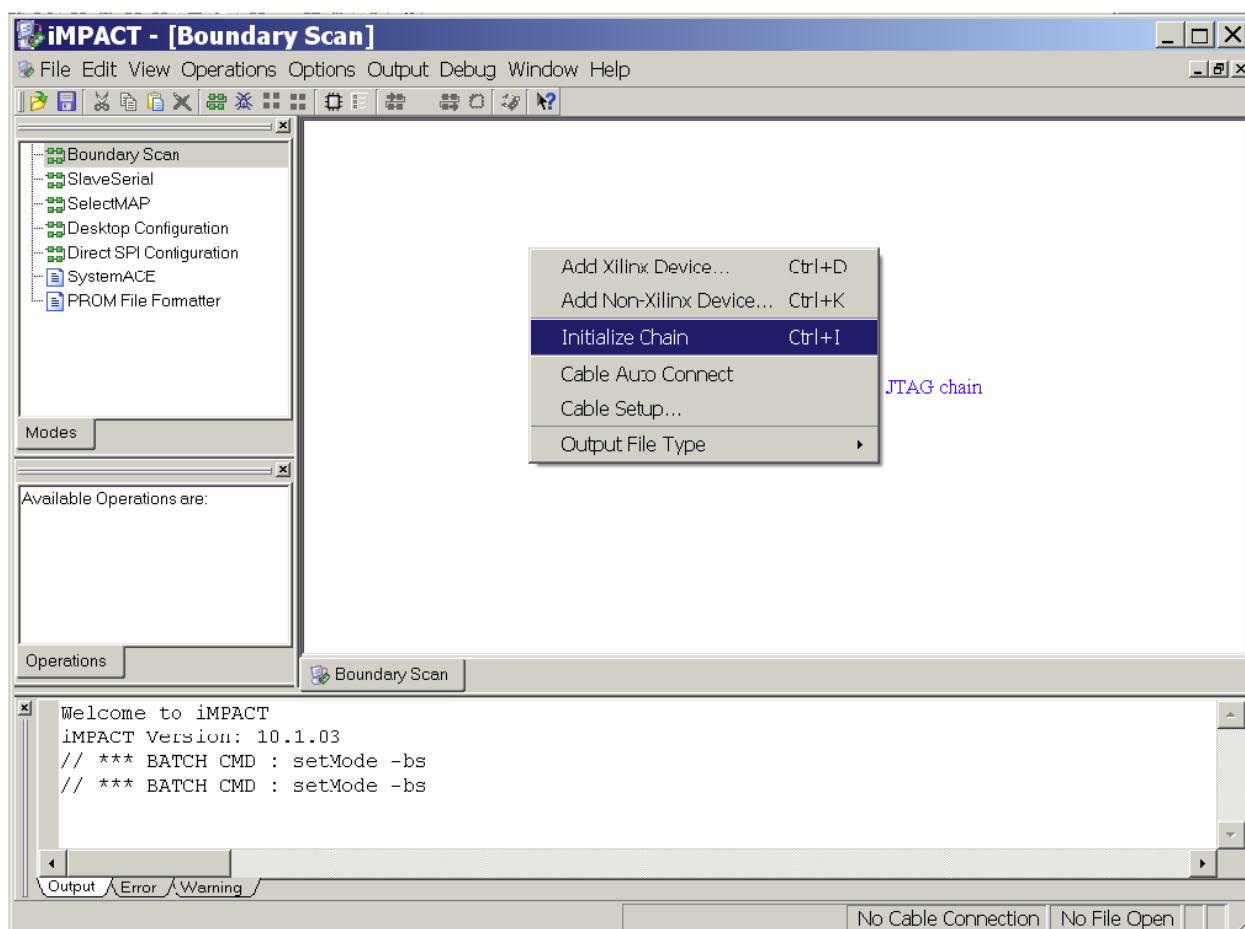 iMPACT - [Boundary Scan]
File Edit View Operations Options Output Debug Window Help
Boundary Scan
SlaveSerial
SelectMAP
Desktop Configuration
Direct SPI Configuration
SystemACE
PROM File Formatter
Modes
Add Xilinx Device... Ctrl+D
Add Non-Xilinx Device... Ctrl+K
Initialize Chain Ctrl+I
Cable Auto Connect
Cable Setup...
Output File Type
JTAG chain
Available Operations are:
Operations
Boundary Scan
Welcome to iMPACT
iMPACT Version: 10.1.03
// *** BATCH CMD : setMode -bs
// *** BATCH CMD : setMode -bs
Output Error Warning
No Cable Connection No File Open